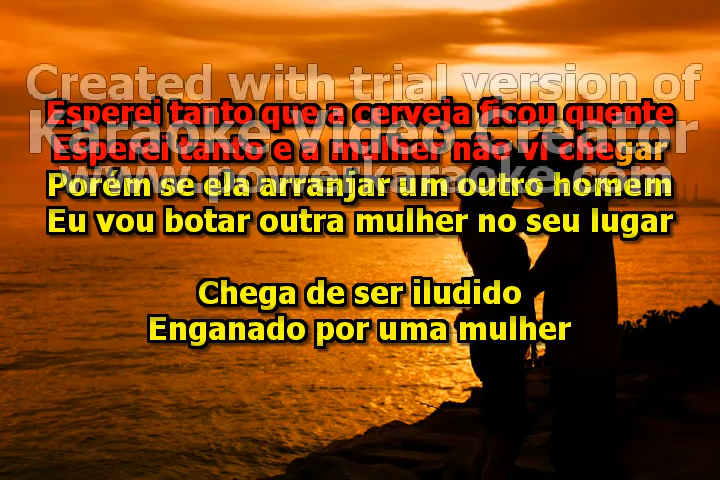 Created with trial version of
Esperei tanto que a cerveja ficou quente
Karaoke Video Creator
Esperei tanto e a mulher não vi chegar
www.powerkaraoke.com
Porém se ela arranjar um outro homem
Eu vou botar outra mulher no seu lugar
Chega de ser iludido
Enganado por uma mulher